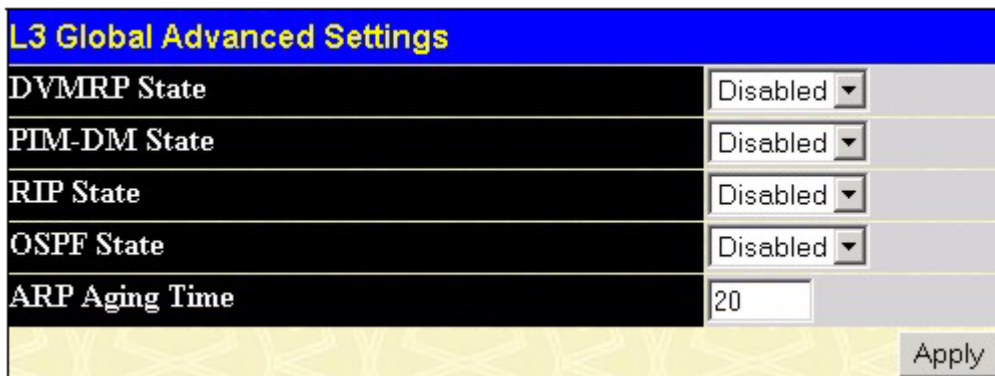 L3 Global Advanced Settings
DVMRP State Disabled
PIM-DM State Disabled
RIP State Disabled
OSPF State Disabled
ARP Aging Time 20
Apply